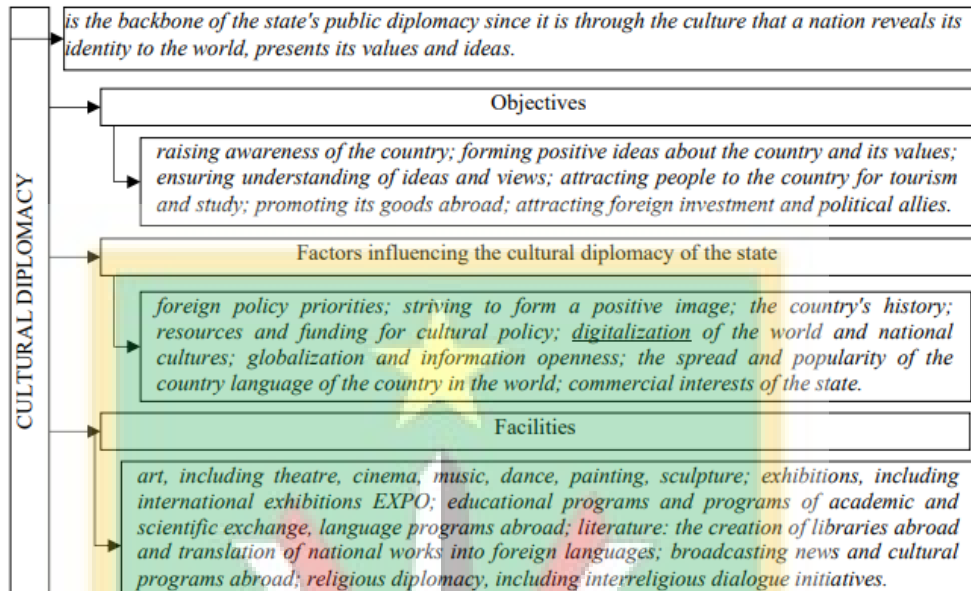 CULTURAL DIPLOMACY
is the backbone of the state's public diplomacy since it is through the culture that a nation reveals its
identity to the world, presents its values and ideas.
Objectives
raising awareness of the country; forming positive ideas about the country and its values;
ensuring understanding of ideas and views; attracting people to the country for tourism
and study; promoting its goods abroad; attracting foreign investment and political allies.
Factors influencing the cultural diplomacy of the state
foreign policy priorities; striving to form a positive image; the country's history;
resources and funding for cultural policy; digitalization of the world and national
cultures; globalization and information openness; the spread and popularity of the
country language of the country in the world; commercial interests of the state.
Facilities
art, including theatre, cinema, music, dance, painting, sculpture; exhibitions, including
international exhibitions EXPO; educational programs and programs of academic and
scientific exchange, language programs abroad; literature: the creation of libraries abroad
and translation of national works into foreign languages; broadcasting news and cultural
programs abroad; religious diplomacy, including interreligious dialogue initiatives.